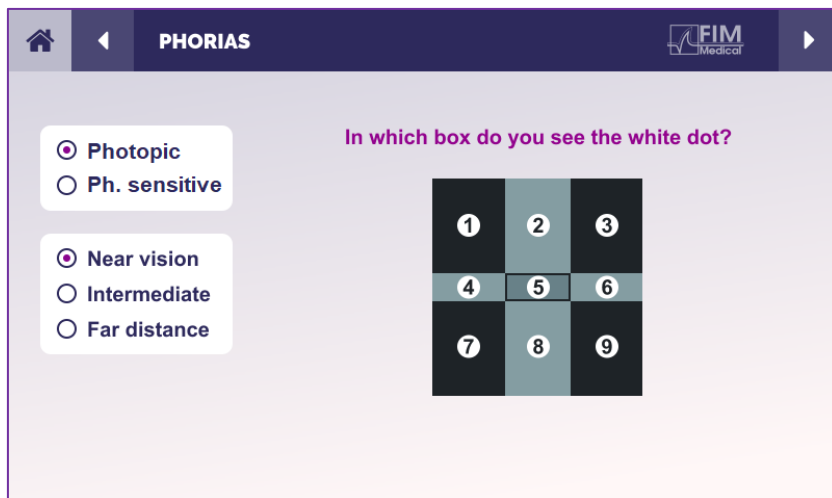 PHORIAS
FIM
Medical
Photopic
Ph. sensitive
Near vision
Intermediate
Far distance
In which box do you see the white dot?
1 2 3
4 5 6
7 8 9